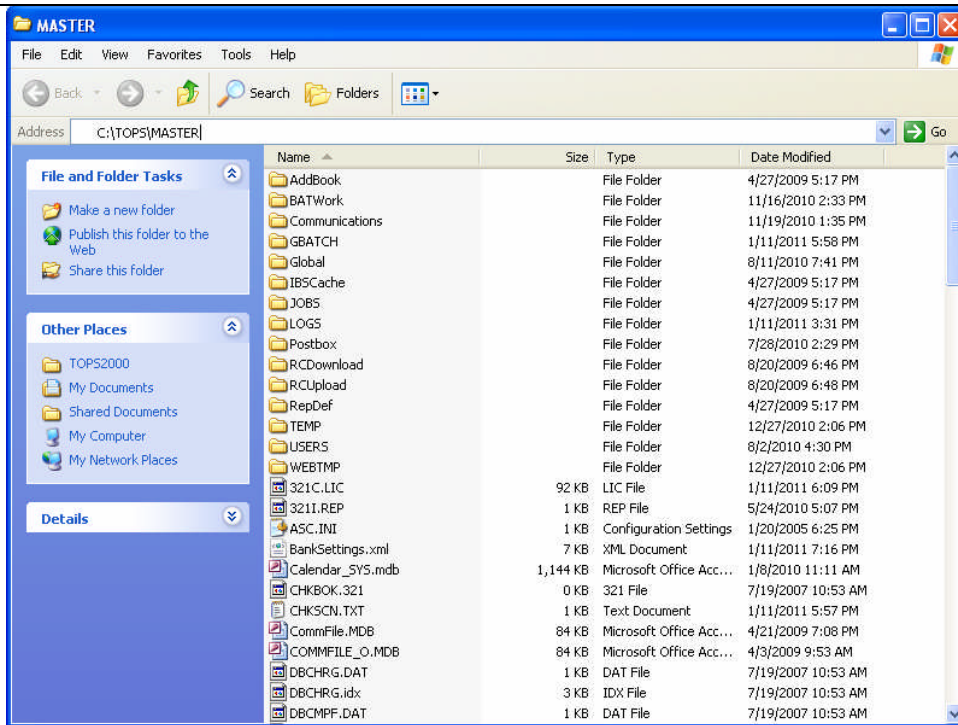 MASTER
File Edit View Favorites Tools Help
Back Search Folders
Address C:\TOPS\MASTER Go
File and Folder Tasks
Make a new folder
Publish this folder to the
Web
Share this folder
Other Places
TOPS2000
My Documents
Shared Documents
My Computer
My Network Places
Details
Name Size Type Date Modified
AddBook File Folder 4/27/2009 5:17 PM
BATWork File Folder 11/16/2010 2:33 PM
Communications File Folder 11/19/2010 1:35 PM
GBATCH File Folder 1/11/2011 5:58 PM
Global File Folder 8/11/2010 7:41 PM
IBSCache File Folder 4/27/2009 5:17 PM
JOBS File Folder 4/27/2009 5:17 PM
LOGS File Folder 1/11/2011 3:31 PM
Postbox File Folder 7/28/2010 2:29 PM
RCDownload File Folder 8/20/2009 6:46 PM
RCUpload File Folder 8/20/2009 6:48 PM
RepDef File Folder 4/27/2009 5:17 PM
TEMP File Folder 12/27/2010 2:06 PM
USERS File Folder 8/2/2010 4:30 PM
WEBTMP File Folder 12/27/2010 2:06 PM
321C.LIC 92 KB LIC File 1/11/2011 6:09 PM
321I.REP 1 KB REP File 5/24/2010 5:07 PM
ASC.INI 1 KB Configuration Settings 1/20/2005 6:25 PM
BankSettings.xml 7 KB XML Document 1/11/2011 7:16 PM
Calendar_SYS.mdb 1,144 KB Microsoft Office Acc... 1/8/2010 11:11 AM
CHKBOK.321 0 KB 321 File 7/19/2007 10:53 AM
CHKSCN.TXT 1 KB Text Document 1/11/2011 5:57 PM
CommFile.MDB 84 KB Microsoft Office Acc... 4/21/2009 7:08 PM
COMMFILE_O.MDB 84 KB Microsoft Office Acc... 4/3/2009 9:53 AM
DBCHRG.DAT 1 KB DAT File 7/19/2007 10:53 AM
DBCHRG.idx 3 KB IDX File 7/19/2007 10:53 AM
DBCMPF.DAT 1 KB DAT File 7/19/2007 10:53 AM